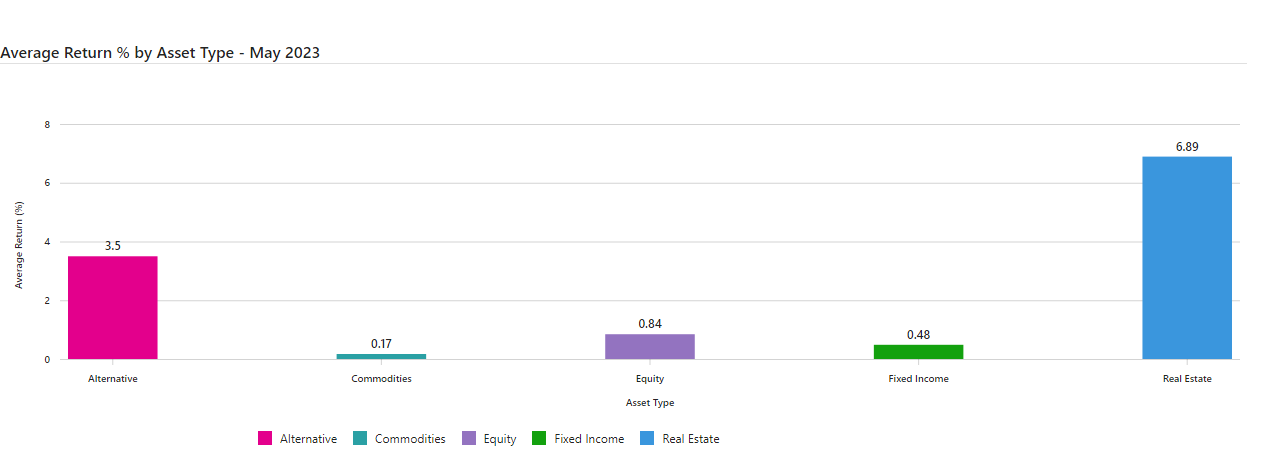 Average Return % by Asset Type - May 2023
8
6.89
6
Average Return (%)
4
3.5
2
0.84
0.48
0.17
0
Alternative Commodities Equity Fixed Income Real Estate
Asset Type
Alternative Commodities Equity Fixed Income Real Estate